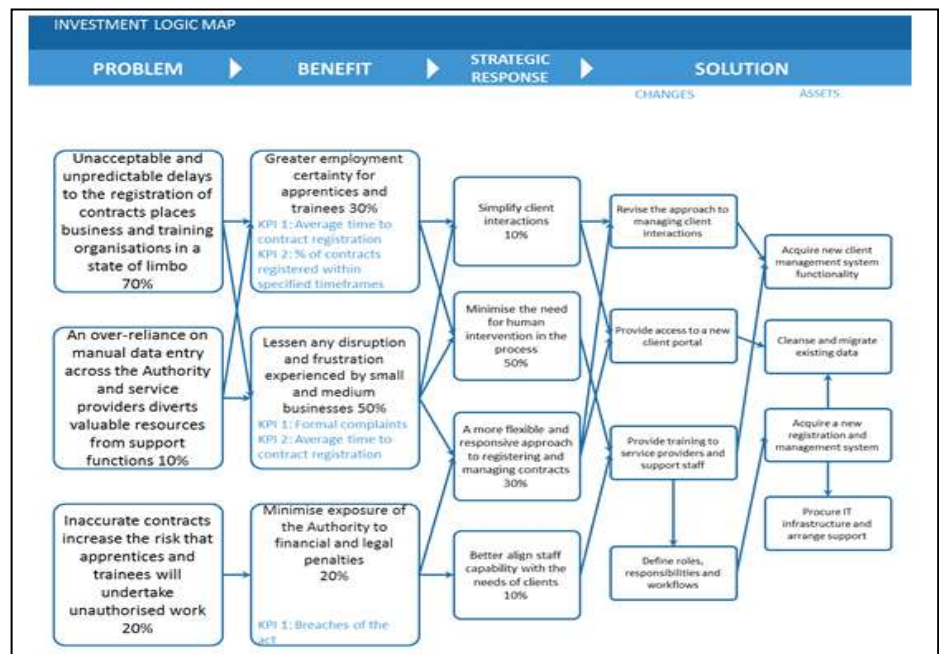 INVESTMENT LOGIC MAP
PROBLEM
BENEFIT
STRATEGIC
RESPONSE
SOLUTION
CHANGES
ASSETS
Unacceptable and
unpredictable delays
to the registration of
contracts places
business and training
organisations in a
state of limbo
70%
An over-reliance on
manual data entry
across the Authority
and service
providers diverts
valuable resources
from support
functions 10%
Inaccurate contracts
increase the risk that
apprentices and
trainees will
undertake
unauthorised work
20%
Greater employment
certainty for
apprentices and
trainees 30%
KPI 1: Average time to
contract registration
KPI 2: % of contracts
registered within
specified timeframes
Lessen any disruption
and frustration
experienced by small
and medium
businesses 50%
KPI 1: Formal complaints
KPI 2: Average time to
contract registration
Minimise exposure of
the Authority to
financial and legal
penalties
20%
KPI 1: Breaches of the
act
Simplify client
interactions
10%
Minimise the need
for human
intervention in the
process
50%
A more flexible and
responsive approach
to registering and
managing contracts
30%
Better align staff
capability with the
needs of clients
10%
Revise the approach to
managing client
interactions
Provide access to a new
client portal
Provide training to
service providers and
support staff
Define roles,
responsibilities and
workflows
Acquire new client
management system
functionality
Cleanse and migrate
existing data
Acquire a new
registration and
management system
Procure IT
infrastructure and
arrange support